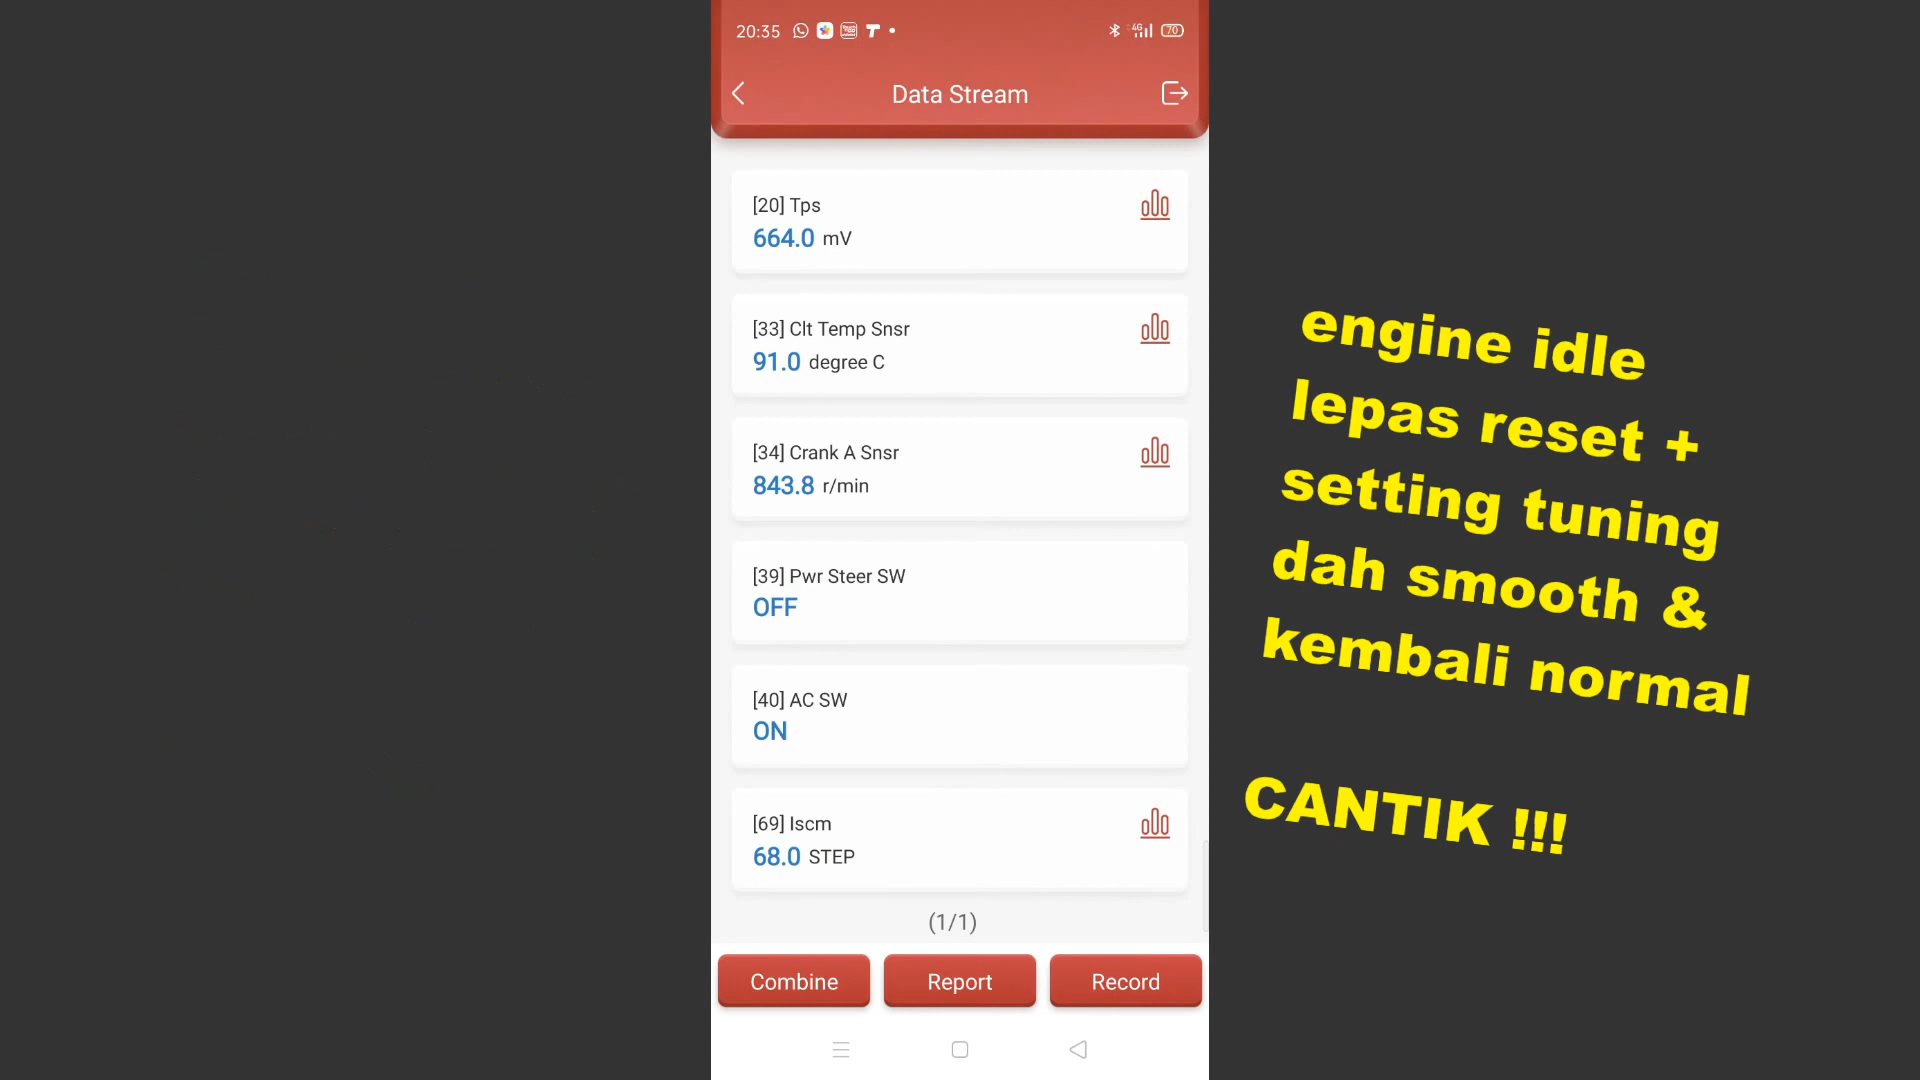 20:35
4G
70
Data Stream
[20] Tps
664.0 mV
[33] Clt Temp Snsr
91.0 degree C
[34] Crank A Snsr
843.8 r/min
[39] Pwr Steer SW
OFF
[40] AC SW
ON
[69] Iscm
68.0 STEP
(1/1)
Combine
Report
Record
engine idle
lepas reset +
setting tuning
dah smooth &
kembali normal
CANTIK !!!